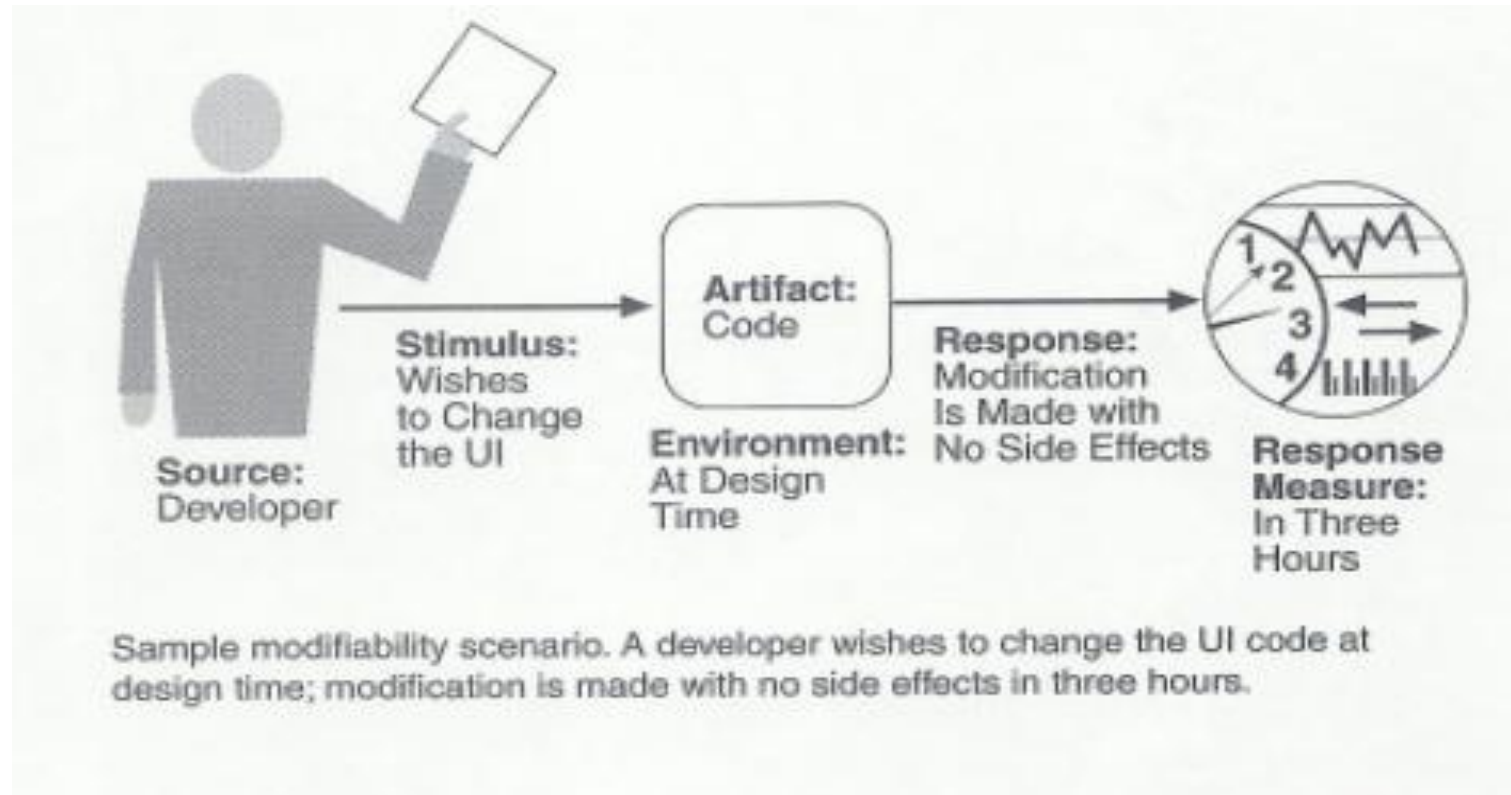 Source:
Developer
Stimulus:
Wishes
to Change
the UI
Artifact:
Code
Environment:
At Design
Time
Response:
Modification
Is Made with
No Side Effects
1
2
3
4
Response
Measure:
In Three
Hours
Sample modifiability scenario. A developer wishes to change the UI code at
design time; modification is made with no side effects in three hours.